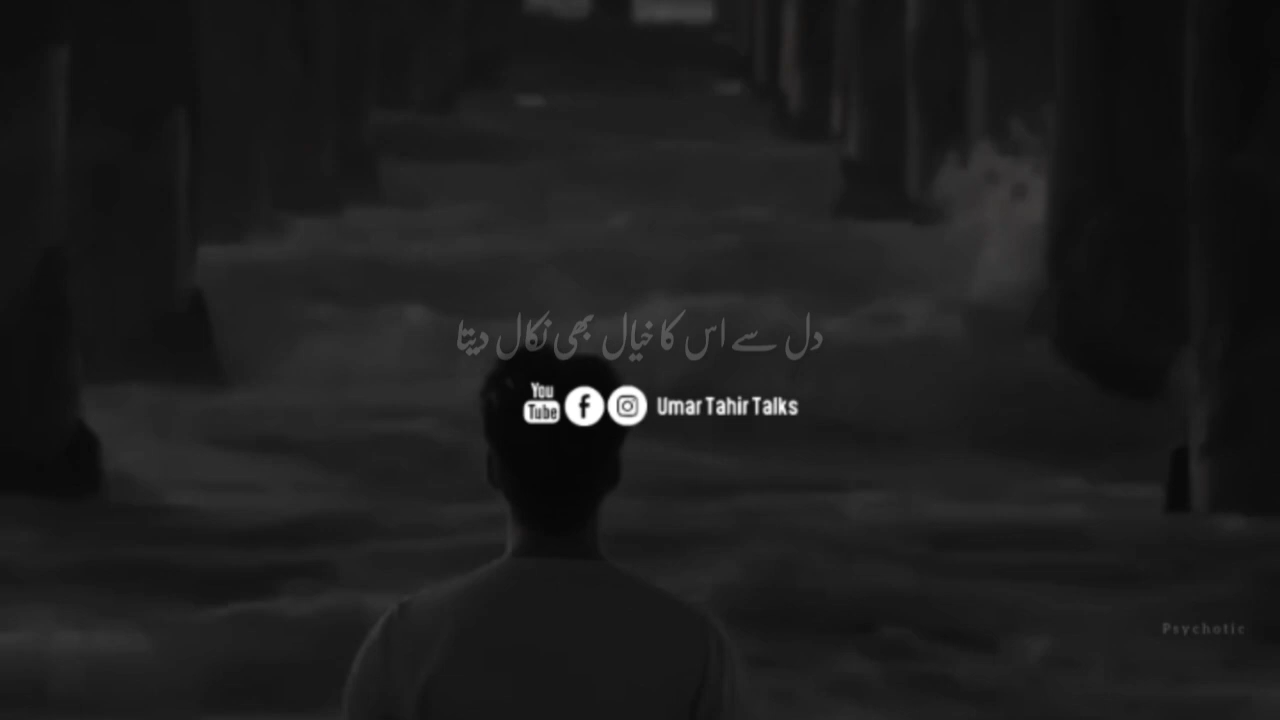 دل سے اس کا خیال بھی نکال دیتا
You Tube Umar Tahir Talks
Psychotic